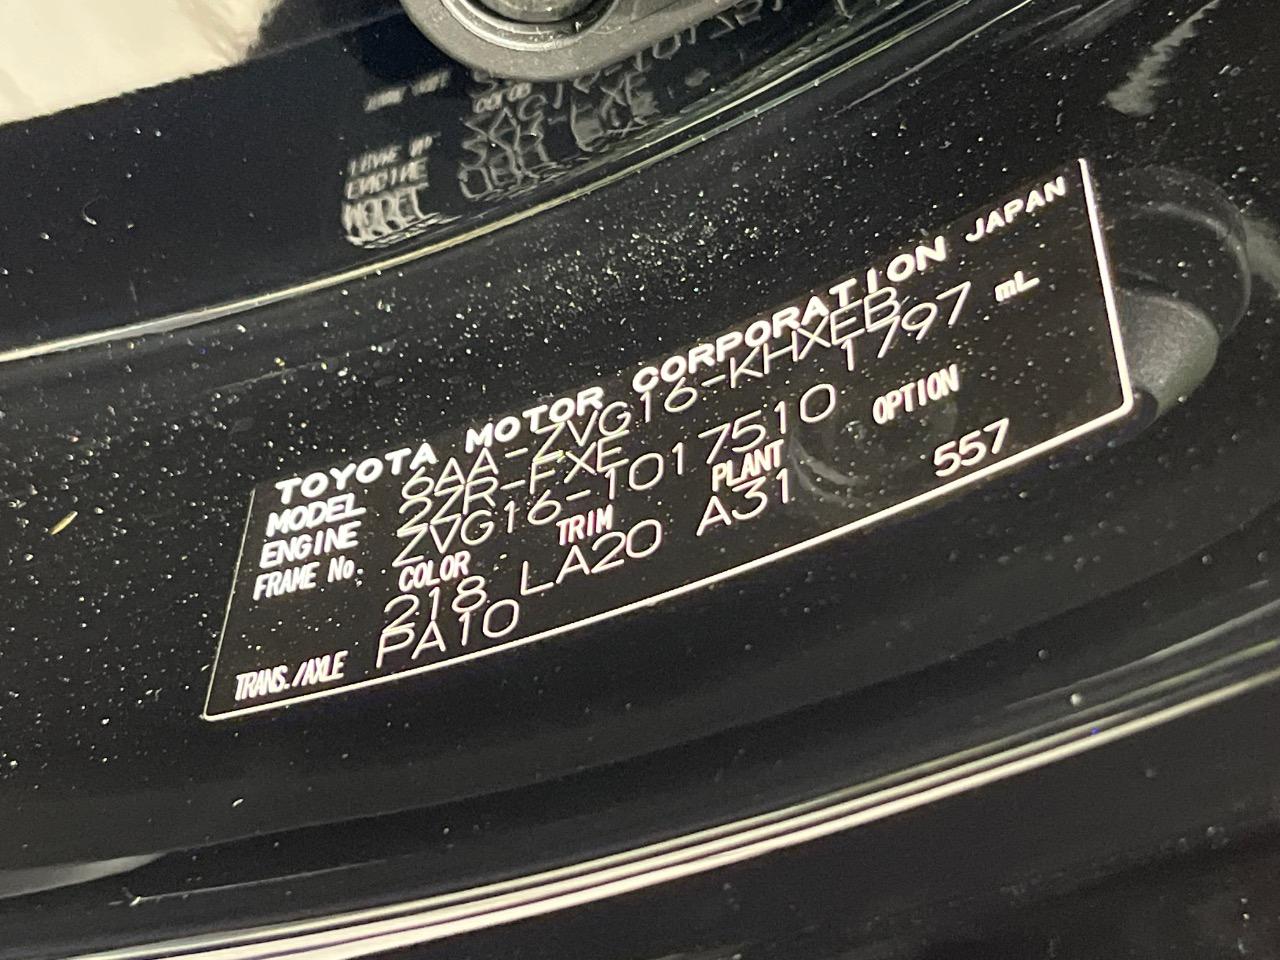 TOYOTA MOTOR CORPORATION JAPAN
MODEL 6AA-ZVG16-KHXEB
ENGINE 2ZR-FXE 1797 mL
FRAME No. ZVG16-1017510
COLOR TRIM PLANT OPTION
218 LA20 A31 557
TRANS./AXLE PA10